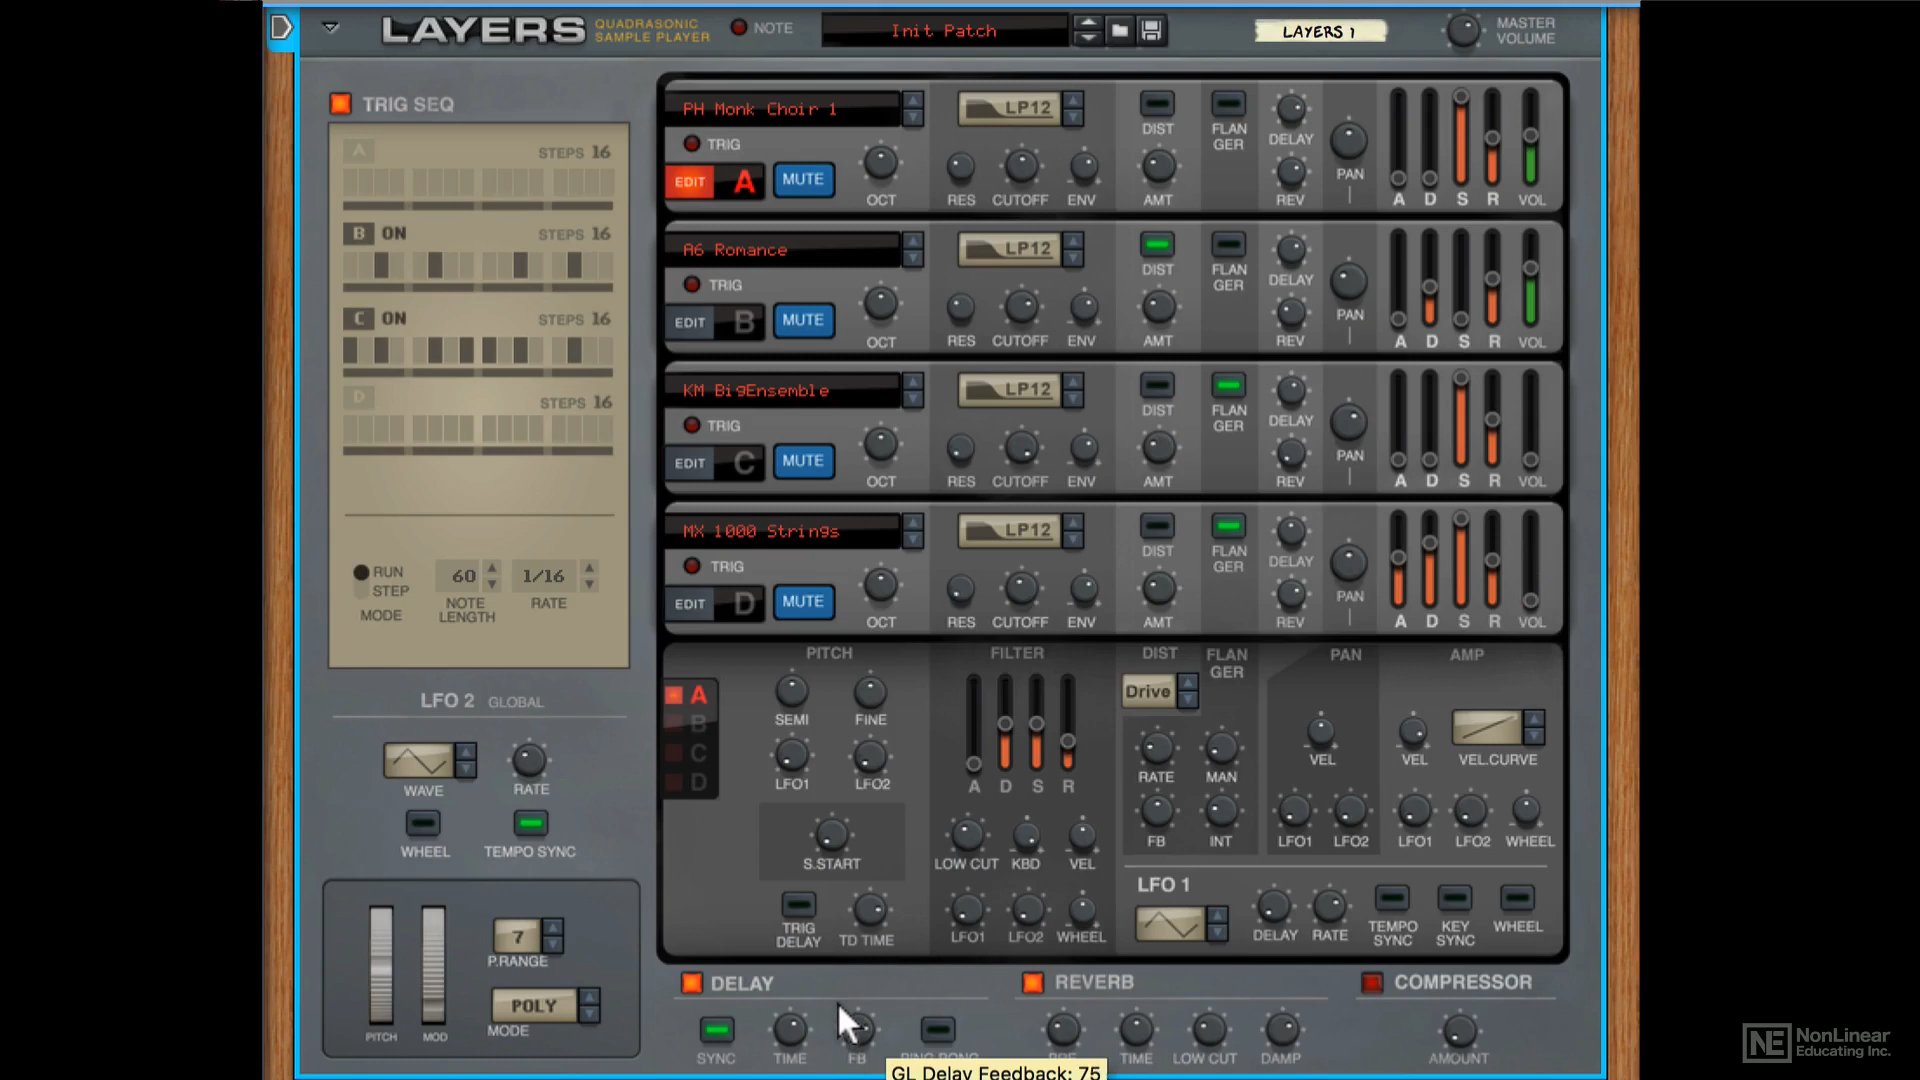 LAYERS
QUADRASONIC
SAMPLE PLAYER
NOTE
Init Patch
LAYERS 1
MASTER
VOLUME
TRIG SEQ
A
STEPS 16
B ON
STEPS 16
C ON
STEPS 16
D
STEPS 16
RUN
STEP
MODE
60
NOTE
LENGTH
1/16
RATE
PH Monk Choir 1
TRIG
EDIT A
MUTE
OCT
LP12
RES
CUTOFF
ENV
DIST
AMT
FLAN
GER
DELAY
REV
PAN
A D S R VOL
A6 Romance
TRIG
EDIT B
MUTE
OCT
LP12
RES
CUTOFF
ENV
DIST
AMT
FLAN
GER
DELAY
REV
PAN
A D S R VOL
KM BigEnsemble
TRIG
EDIT C
MUTE
OCT
LP12
RES
CUTOFF
ENV
DIST
AMT
FLAN
GER
DELAY
REV
PAN
A D S R VOL
MX 1000 Strings
TRIG
EDIT D
MUTE
OCT
LP12
RES
CUTOFF
ENV
DIST
AMT
FLAN
GER
DELAY
REV
PAN
A D S R VOL
LFO 2 GLOBAL
WAVE
RATE
WHEEL
TEMPO SYNC
PITCH
MOD
7
P.RANGE
POLY
MODE
A
B
C
D
PITCH
SEMI
FINE
LFO1
LFO2
S.START
TRIG
DELAY
TD TIME
FILTER
A D S R
LOW CUT
KBD
VEL
LFO1
LFO2
WHEEL
DIST
FLAN
GER
Drive
RATE
MAN
FB
INT
PAN
VEL
LFO1
LFO2
AMP
VEL
VEL.CURVE
LFO1
LFO2
WHEEL
LFO 1
DELAY
RATE
TEMPO
SYNC
KEY
SYNC
WHEEL
DELAY
SYNC
TIME
FB
PING PONG
REVERB
PRE
TIME
LOW CUT
DAMP
COMPRESSOR
AMOUNT
GL Delay Feedback: 75
NE NonLinear
Educating Inc.